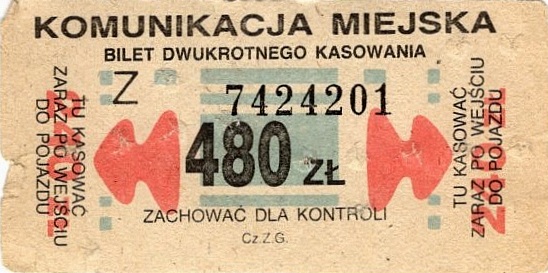 KOMUNIKACJA MIEJSKA
BILET DWUKROTNEGO KASOWANIA
Z
7424201
480 ZŁ
TU KASOWAĆ
ZARAZ PO WEJŚCIU
DO POJAZDU
TU KASOWAĆ
ZARAZ PO WEJŚCIU
DO POJAZDU
ZACHOWAĆ DLA KONTROLI
Cz.Z.G.